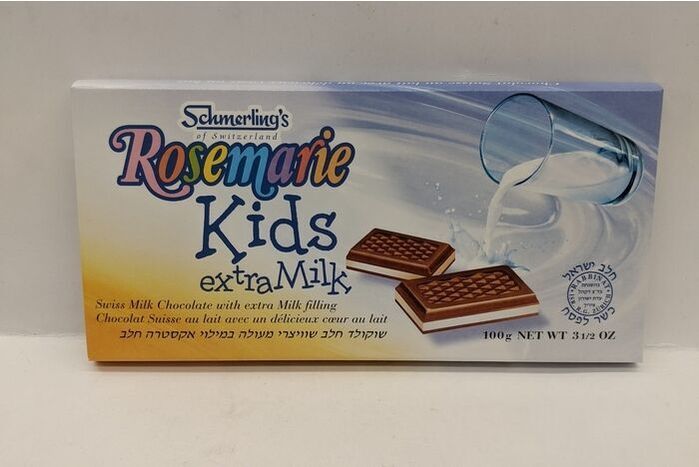 Schmerling's
of Switzerland
Rosemarie
Kids
extra Milk
Swiss Milk Chocolate with extra Milk filling
Chocolat Suisse au lait avec un délicieux cœur au lait
שוקולד חלב שוויצרי מעולה במילוי אקסטרה חלב
חלב ישראל
כשר לפסח
100g NET WT 3 1/2 OZ